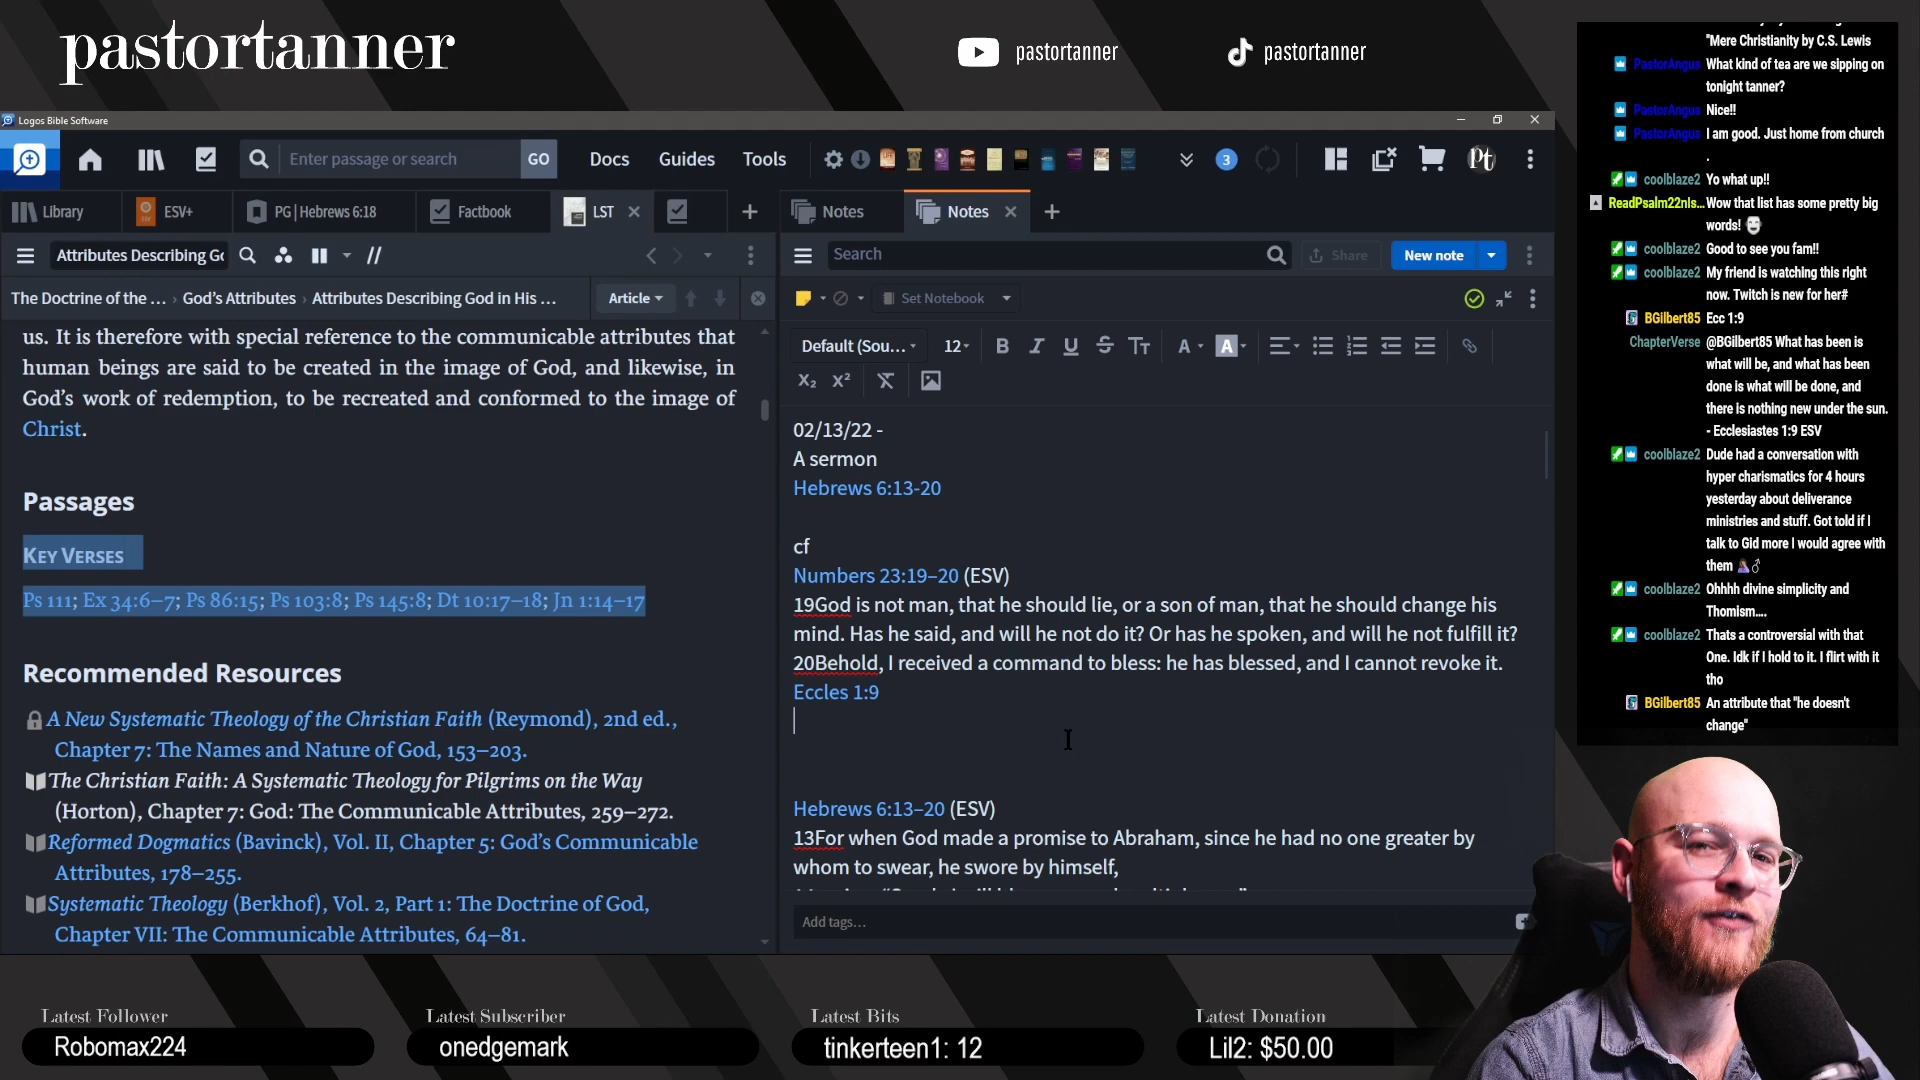 pastortanner
pastortanner
pastortanner
Logos Bible Software
Enter passage or search
GO
Docs
Guides
Tools
3
pt
Library
ESV+
PG | Hebrews 6:18
Factbook
LST
Attributes Describing Go
The Doctrine of the ... › God's Attributes › Attributes Describing God in His ...
Article
us. It is therefore with special reference to the communicable attributes that
human beings are said to be created in the image of God, and likewise, in
God's work of redemption, to be recreated and conformed to the image of
Christ.
Passages
KEY VERSES
Ps 111; Ex 34:6–7; Ps 86:15; Ps 103:8; Ps 145:8; Dt 10:17–18; Jn 1:14–17
Recommended Resources
A New Systematic Theology of the Christian Faith (Reymond), 2nd ed.,
Chapter 7: The Names and Nature of God, 153–203.
The Christian Faith: A Systematic Theology for Pilgrims on the Way
(Horton), Chapter 7: God: The Communicable Attributes, 259–272.
Reformed Dogmatics (Bavinck), Vol. II, Chapter 5: God's Communicable
Attributes, 178–255.
Systematic Theology (Berkhof), Vol. 2, Part 1: The Doctrine of God,
Chapter VII: The Communicable Attributes, 64–81.
Notes
Notes
Search
Share
New note
Set Notebook
Default (Sou...
12
02/13/22 -
A sermon
Hebrews 6:13-20
cf
Numbers 23:19–20 (ESV)
19God is not man, that he should lie, or a son of man, that he should change his
mind. Has he said, and will he not do it? Or has he spoken, and will he not fulfill it?
20Behold, I received a command to bless: he has blessed, and I cannot revoke it.
Eccles 1:9
Hebrews 6:13–20 (ESV)
13For when God made a promise to Abraham, since he had no one greater by
whom to swear, he swore by himself,
Add tags...
"Mere Christianity by C.S. Lewis
PastorAngus What kind of tea are we sipping on
tonight tanner?
PastorAngus Nice!!
PastorAngus I am good. Just home from church
.
coolblaze2 Yo what up!!
ReadPsalm22nls... Wow that list has some pretty big
words!
coolblaze2 Good to see you fam!!
coolblaze2 My friend is watching this right
now. Twitch is new for her#
BGilbert85 Ecc 1:9
ChapterVerse @BGilbert85 What has been is
what will be, and what has been
done is what will be done, and
there is nothing new under the sun.
- Ecclesiastes 1:9 ESV
coolblaze2 Dude had a conversation with
hyper charismatics for 4 hours
yesterday about deliverance
ministries and stuff. Got told if I
talk to Gid more I would agree with
them
coolblaze2 Ohhhh divine simplicity and
Thomism....
coolblaze2 Thats a controversial with that
One. Idk if I hold to it. I flirt with it
tho
BGilbert85 An attribute that "he doesn't
change"
Latest Follower
Robomax224
Latest Subscriber
onedgemark
Latest Bits
tinkerteen1: 12
Latest Donation
Lil2: $50.00